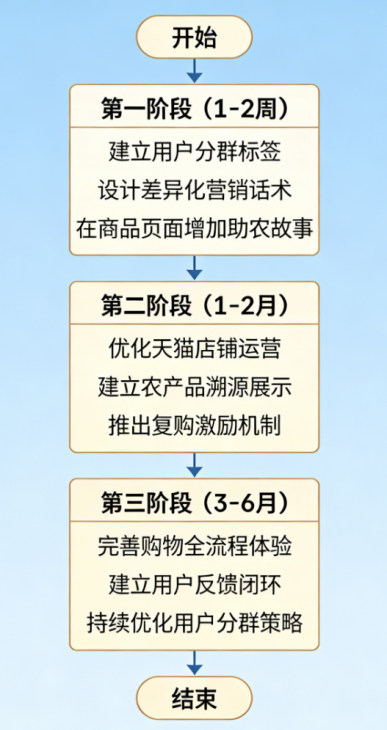 开始
第一阶段（1-2周）
建立用户分群标签
设计差异化营销话术
在商品页面增加助农故事
第二阶段（1-2月）
优化天猫店铺运营
建立农产品溯源展示
推出复购激励机制
第三阶段（3-6月）
完善购物全流程体验
建立用户反馈闭环
持续优化用户分群策略
结束